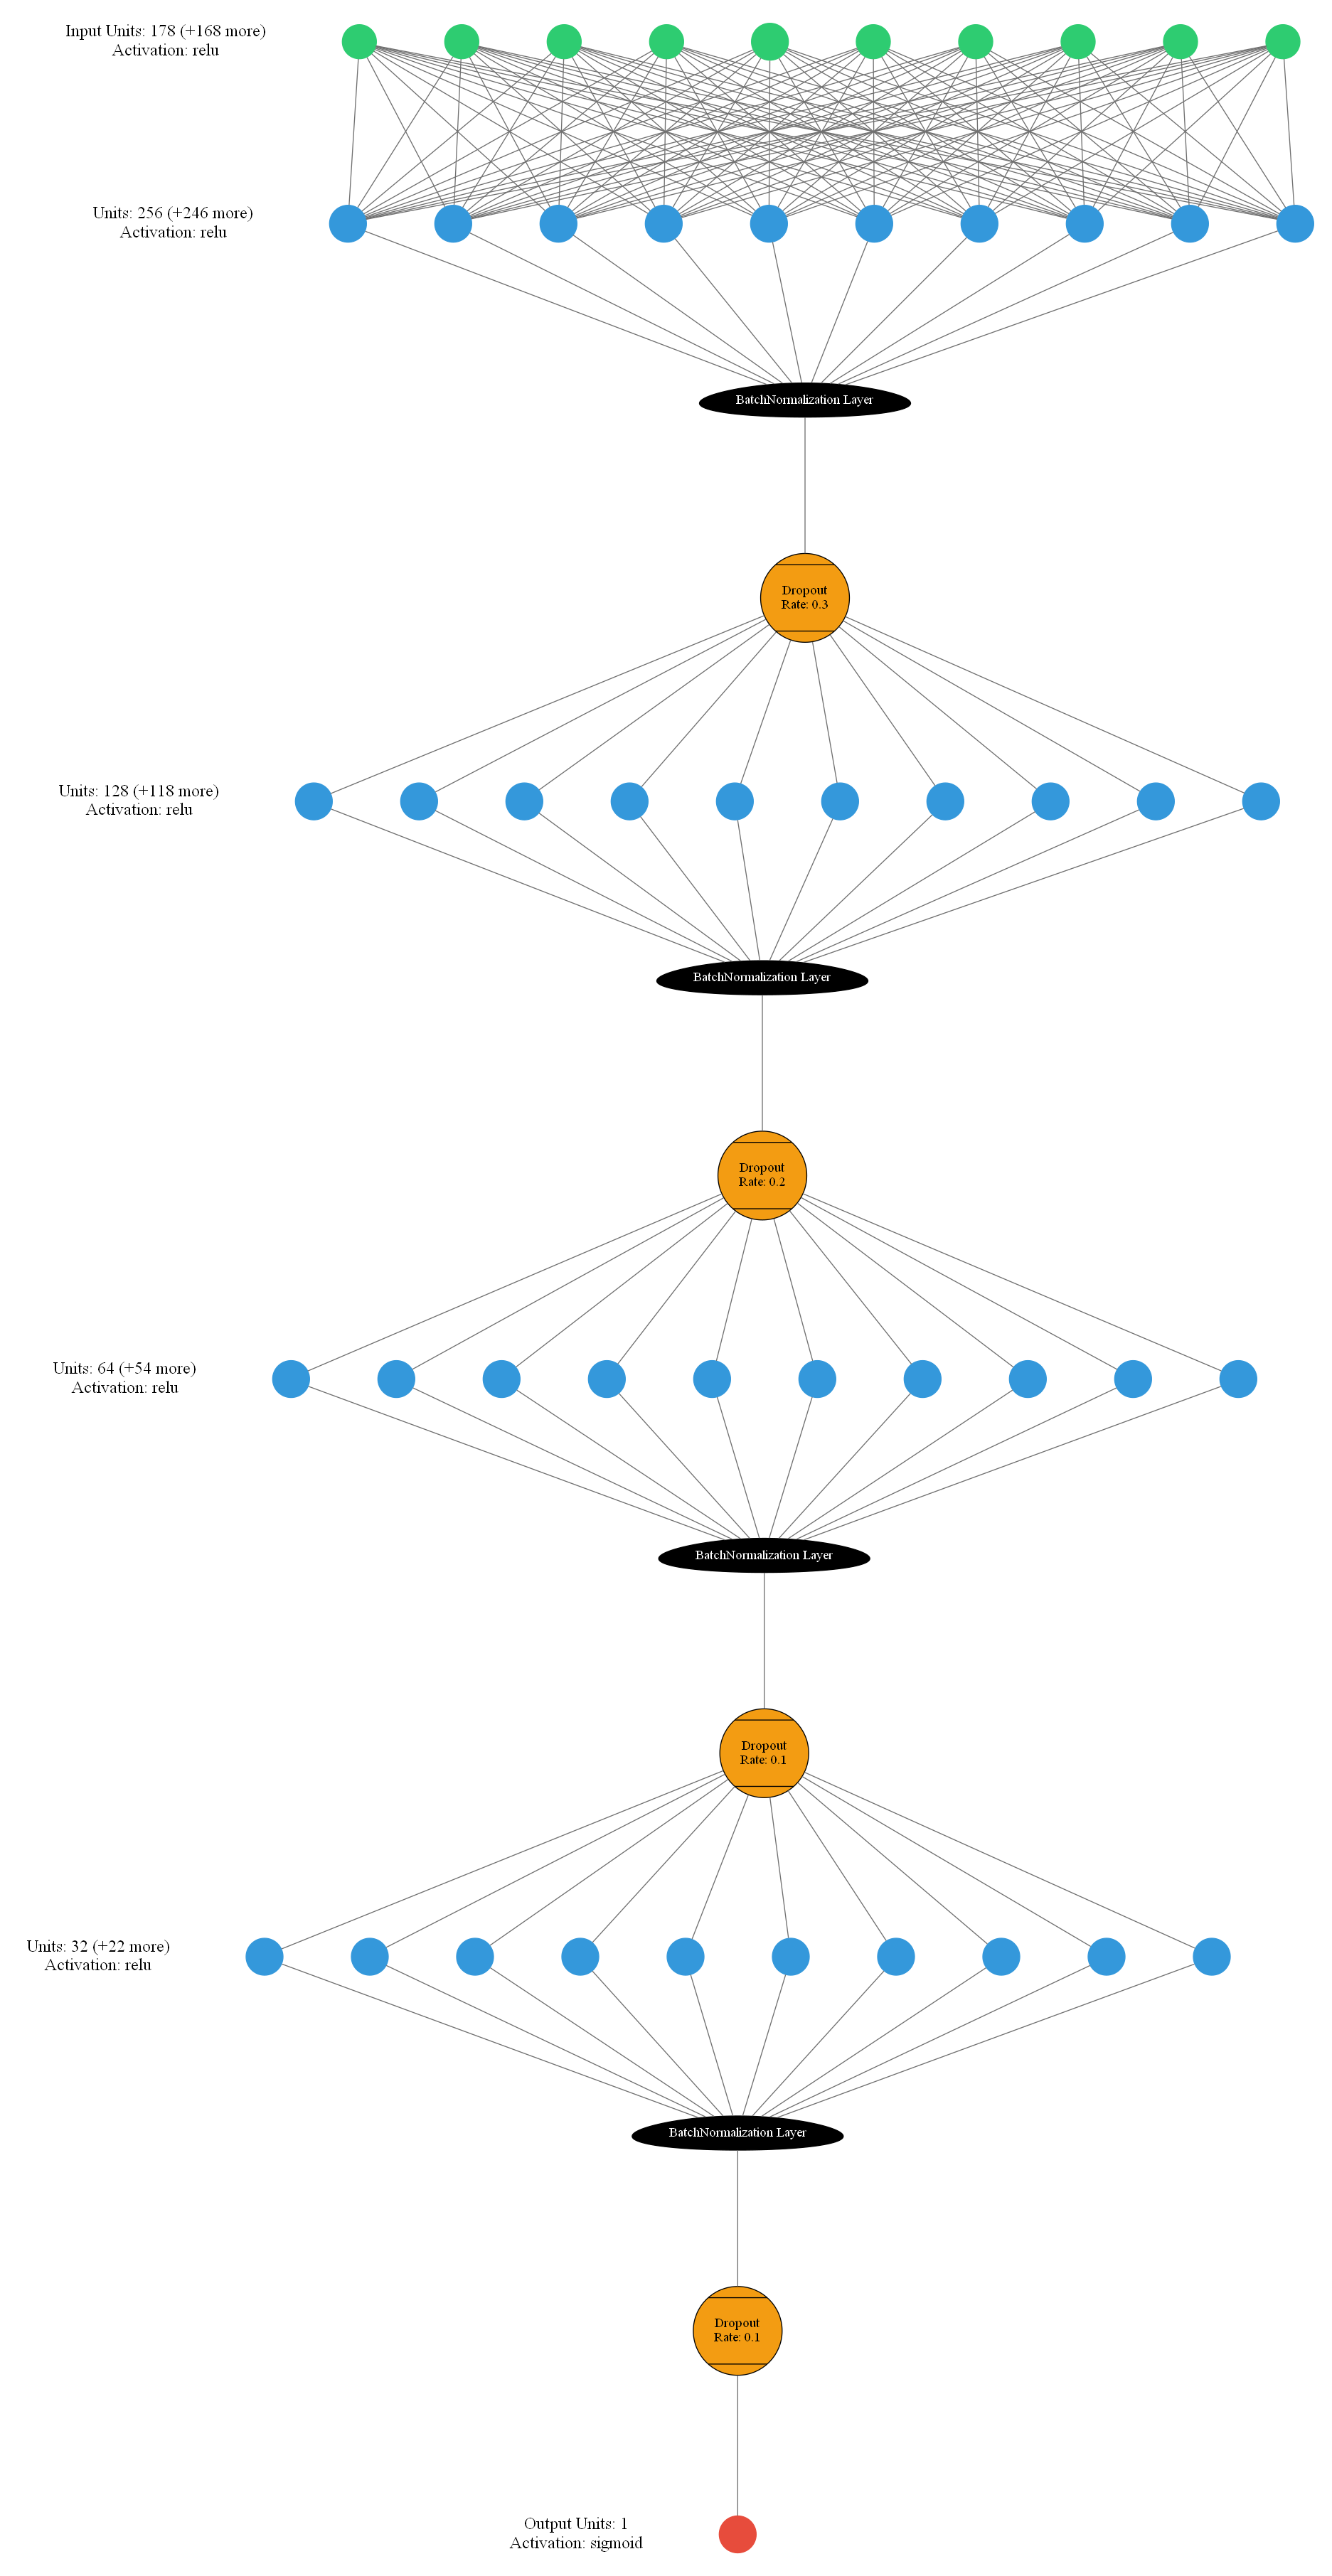 Input Units: 178 (+168 more)
Activation: relu
Units: 256 (+246 more)
Activation: relu
BatchNormalization Layer
Dropout
Rate: 0.3
Units: 128 (+118 more)
Activation: relu
BatchNormalization Layer
Dropout
Rate: 0.2
Units: 64 (+54 more)
Activation: relu
BatchNormalization Layer
Dropout
Rate: 0.1
Units: 32 (+22 more)
Activation: relu
BatchNormalization Layer
Dropout
Rate: 0.1
Output Units: 1
Activation: sigmoid